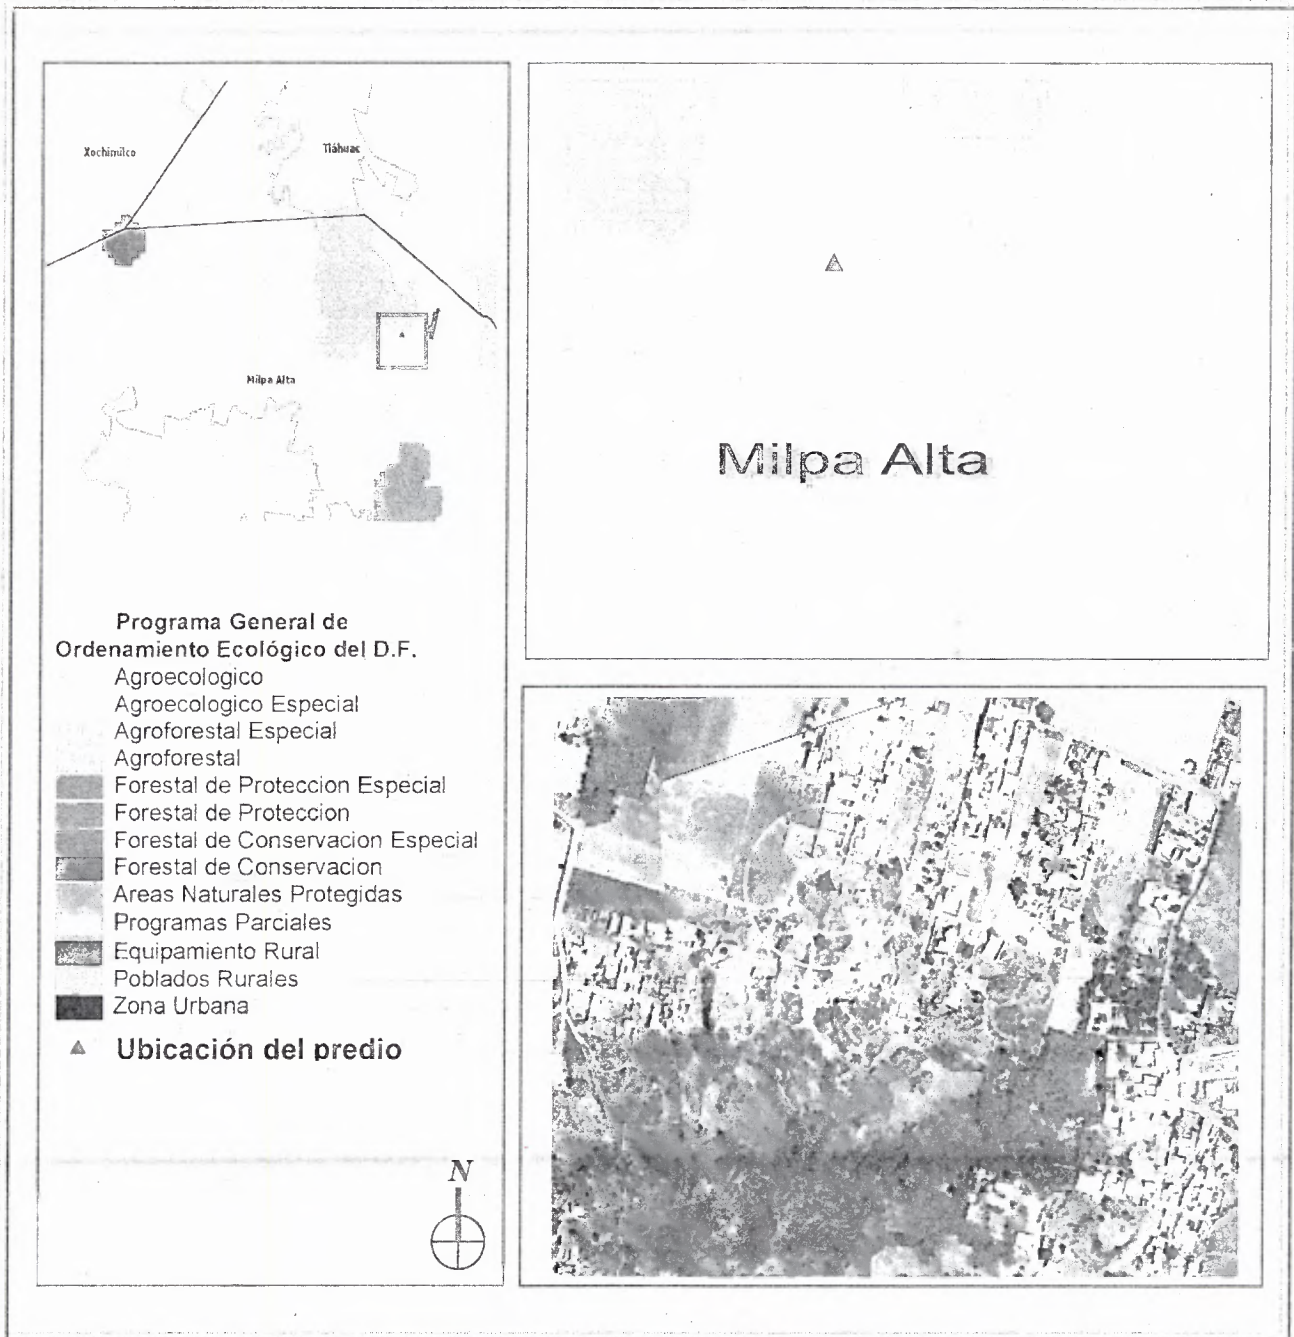 Xochimilco
Tláhuac
Milpa Alta
Milpa Alta
Programa General de
Ordenamiento Ecológico del D.F.
Agroecologico
Agroecologico Especial
Agroforestal Especial
Agroforestal
Forestal de Proteccion Especial
Forestal de Proteccion
Forestal de Conservacion Especial
Forestal de Conservacion
Areas Naturales Protegidas
Programas Parciales
Equipamiento Rural
Poblados Rurales
Zona Urbana
Ubicación del predio
N